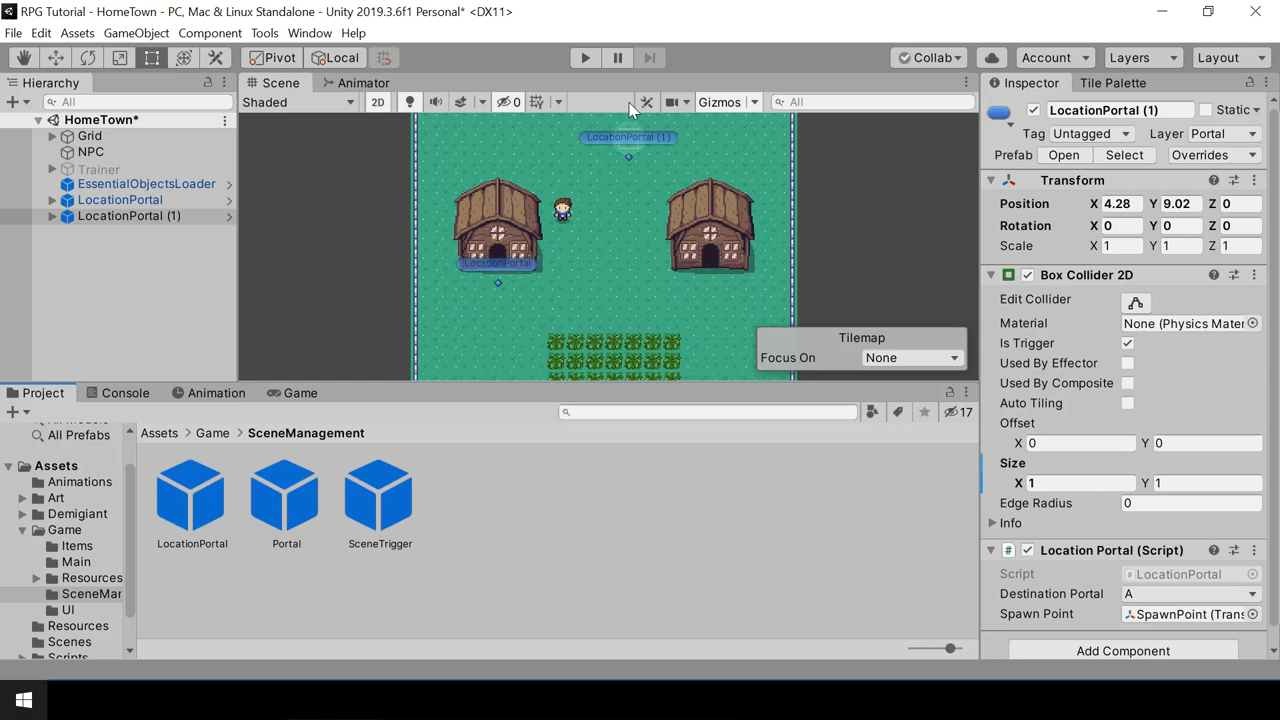 RPG Tutorial - HomeTown - PC, Mac & Linux Standalone - Unity 2019.3.6f1 Personal* <DX11>
File Edit Assets GameObject Component Tools Window Help
Pivot Local Collab Account Layers Layout
Hierarchy
All
HomeTown*
Grid
NPC
Trainer
EssentialObjectsLoader
LocationPortal
LocationPortal (1)
Scene Animator
Shaded 2D 0 Gizmos All
LocationPortal (1)
LocationPortal
Tilemap
Focus On None
Project Console Animation Game
17
All Prefabs
Assets
Animations
Art
Demigiant
Game
Items
Main
Resources
SceneMar
UI
Resources
Scenes
Scripts
Assets > Game > SceneManagement
LocationPortal Portal SceneTrigger
Inspector Tile Palette
LocationPortal (1) Static
Tag Untagged Layer Portal
Prefab Open Select Overrides
Transform
Position X 4.28 Y 9.02 Z 0
Rotation X 0 Y 0 Z 0
Scale X 1 Y 1 Z 1
Box Collider 2D
Edit Collider
Material None (Physics Mater
Is Trigger
Used By Effector
Used By Composite
Auto Tiling
Offset
X 0 Y 0
Size
X 1 Y 1
Edge Radius 0
Info
Location Portal (Script)
Script # LocationPortal
Destination Portal A
Spawn Point SpawnPoint (Trans
Add Component